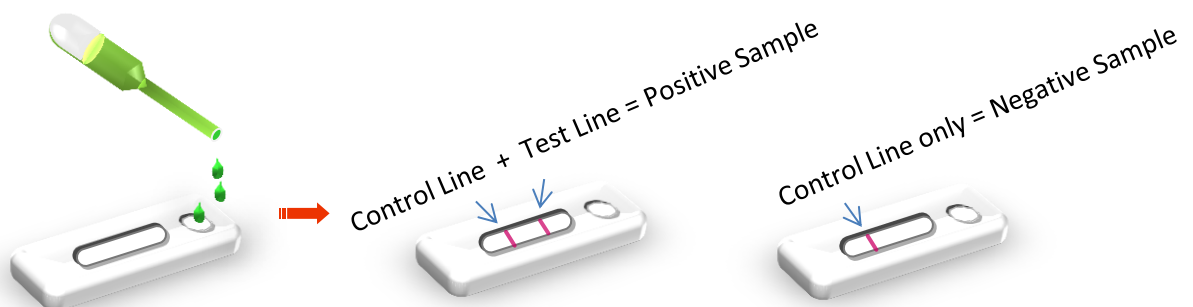 Control Line + Test Line = Positive Sample
Control Line only = Negative Sample